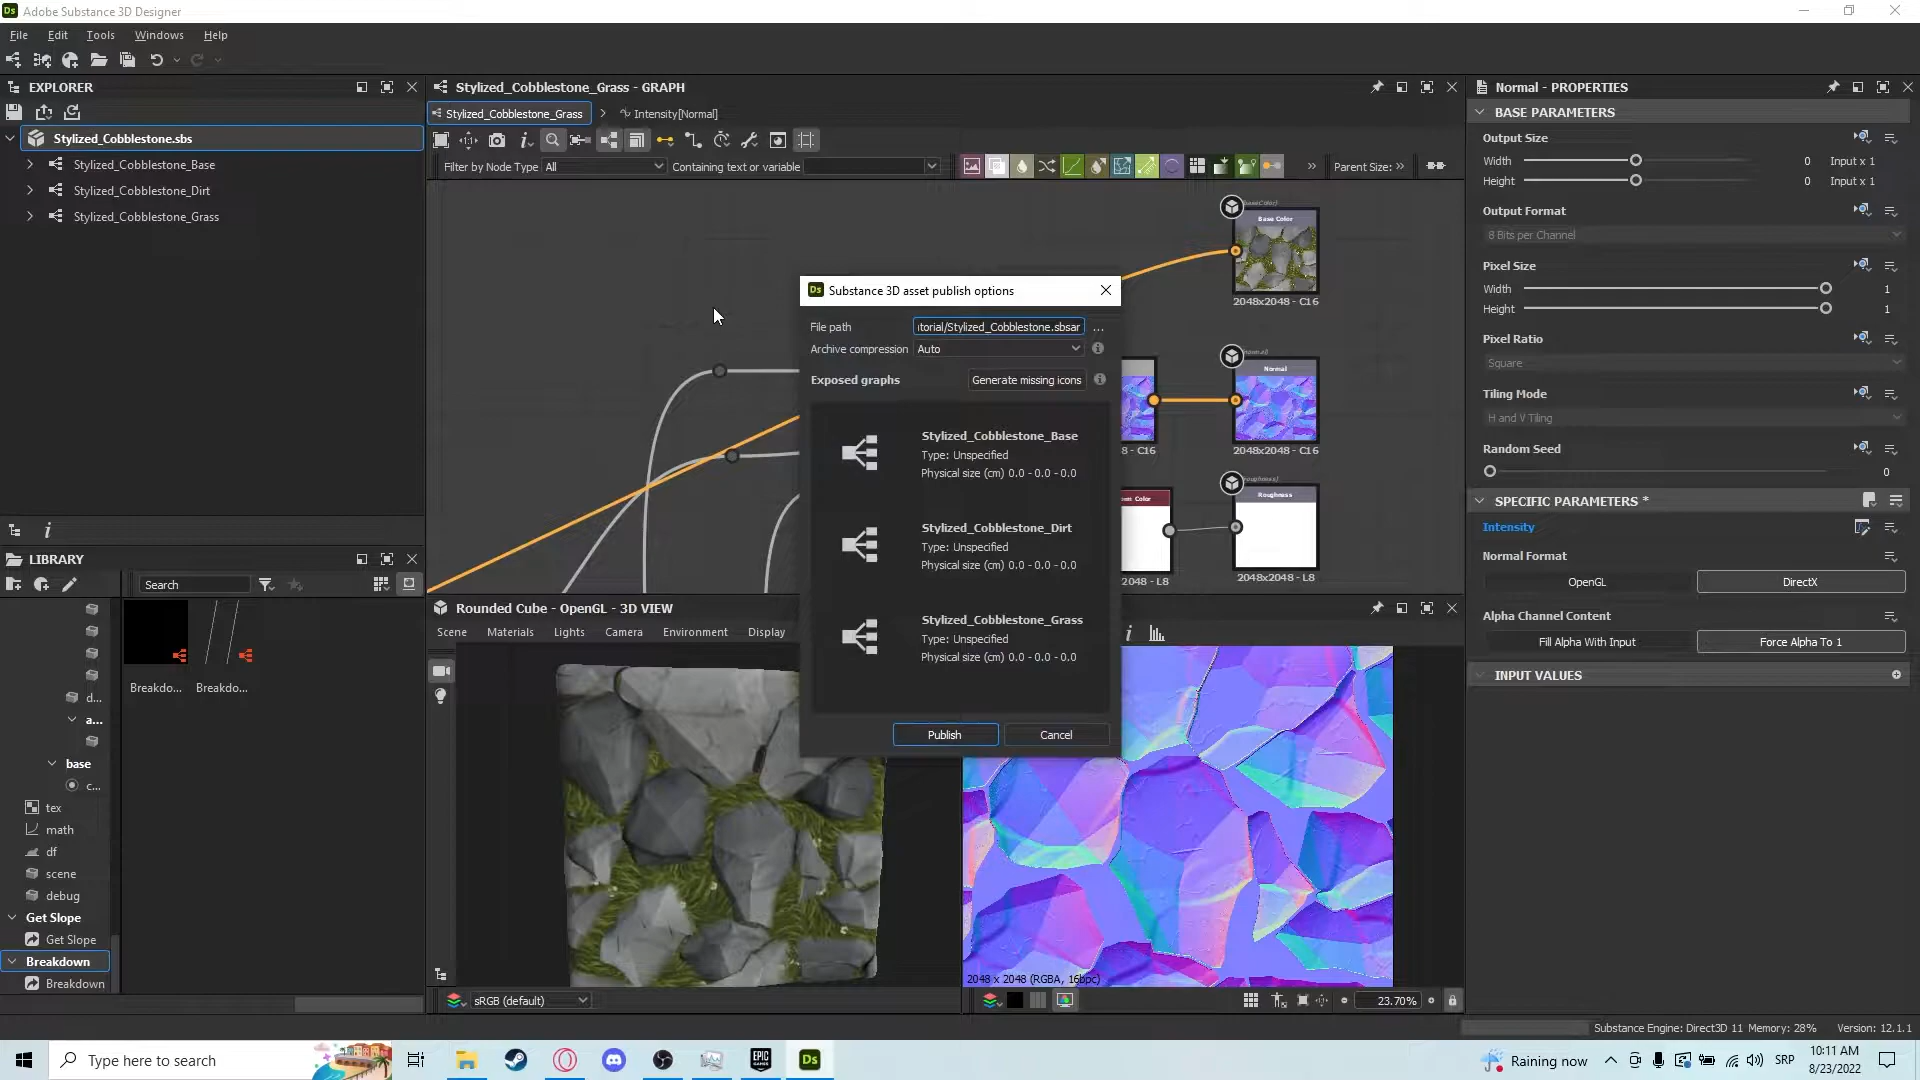 Adobe Substance 3D Designer
File Edit Tools Windows Help
EXPLORER
Stylized_Cobblestone.sbs
Stylized_Cobblestone_Base
Stylized_Cobblestone_Dirt
Stylized_Cobblestone_Grass
LIBRARY
Search
d...
a...
base
c...
tex
math
df
scene
debug
Get Slope
Get Slope
Breakdown
Breakdown
Breakdo... Breakdo...
Stylized_Cobblestone_Grass - GRAPH
Stylized_Cobblestone_Grass > Intensity[Normal]
Filter by Node Type All Containing text or variable
Parent Size:
Base Color
2048x2048 - C16
Normal
8 - C16 2048x2048 - C16
Roughness
2048 - L8 2048x2048 - L8
Substance 3D asset publish options
File path itorial/Stylized_Cobblestone.sbsar ...
Archive compression Auto
Exposed graphs Generate missing icons
Stylized_Cobblestone_Base
Type: Unspecified
Physical size (cm) 0.0 - 0.0 - 0.0
Stylized_Cobblestone_Dirt
Type: Unspecified
Physical size (cm) 0.0 - 0.0 - 0.0
Stylized_Cobblestone_Grass
Type: Unspecified
Physical size (cm) 0.0 - 0.0 - 0.0
Publish Cancel
Rounded Cube - OpenGL - 3D VIEW
Scene Materials Lights Camera Environment Display
sRGB (default)
2048 x 2048 (RGBA, 16bpc)
23.70%
Normal - PROPERTIES
BASE PARAMETERS
Output Size
Width 0 Input x 1
Height 0 Input x 1
Output Format
8 Bits per Channel
Pixel Size
Width 1
Height 1
Pixel Ratio
Square
Tiling Mode
H and V Tiling
Random Seed
0
SPECIFIC PARAMETERS *
Intensity
Normal Format
OpenGL DirectX
Alpha Channel Content
Fill Alpha With Input Force Alpha To 1
INPUT VALUES
Substance Engine: Direct3D 11 Memory: 28% Version: 12.1.1
Type here to search
EPIC GAMES
Ds
Raining now
SRP
10:11 AM
8/23/2022